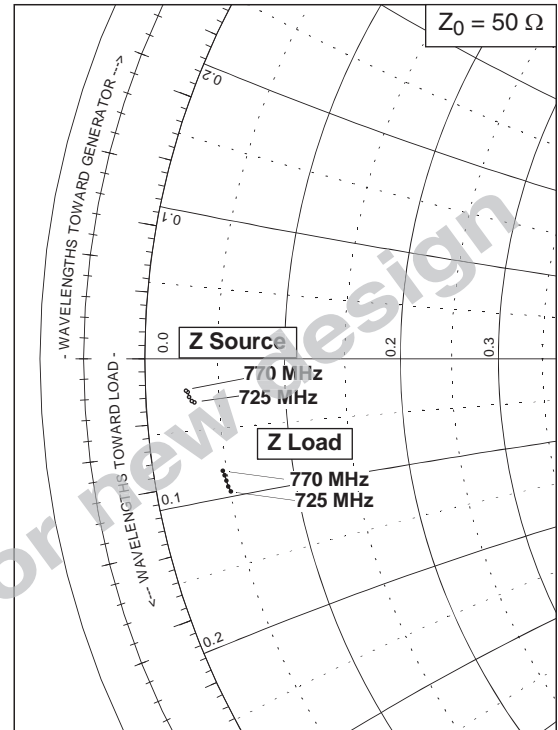 Z0 = 50 Ω
0.2
- WAVELENGTHS TOWARD GENERATOR --->
0.1
0.0
Z Source
0.2
0.3
770 MHz
725 MHz
Z Load
770 MHz
725 MHz
<--- WAVELENGTHS TOWARD LOAD -
0.1
0.2
or new design